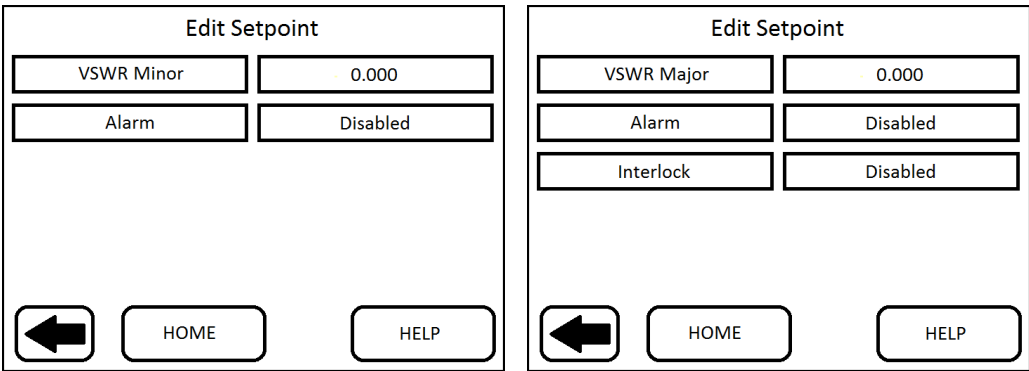 Edit Setpoint
VSWR Minor 0.000
Alarm Disabled
HOME HELP
Edit Setpoint
VSWR Major 0.000
Alarm Disabled
Interlock Disabled
HOME HELP